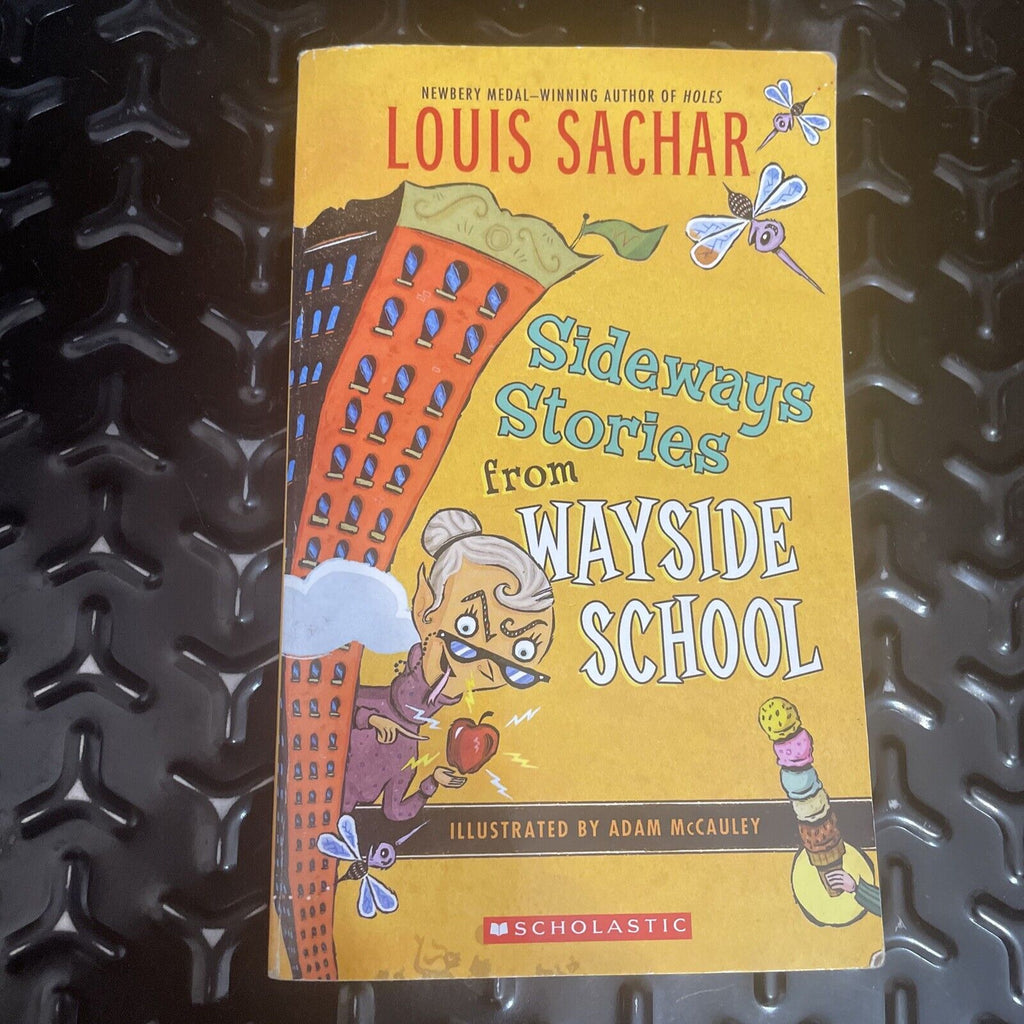 NEWBERY MEDAL–WINNING AUTHOR OF HOLES
LOUIS SACHAR
Sideways
Stories
from
WAYSIDE
SCHOOL
ILLUSTRATED BY ADAM McCAULEY
SCHOLASTIC